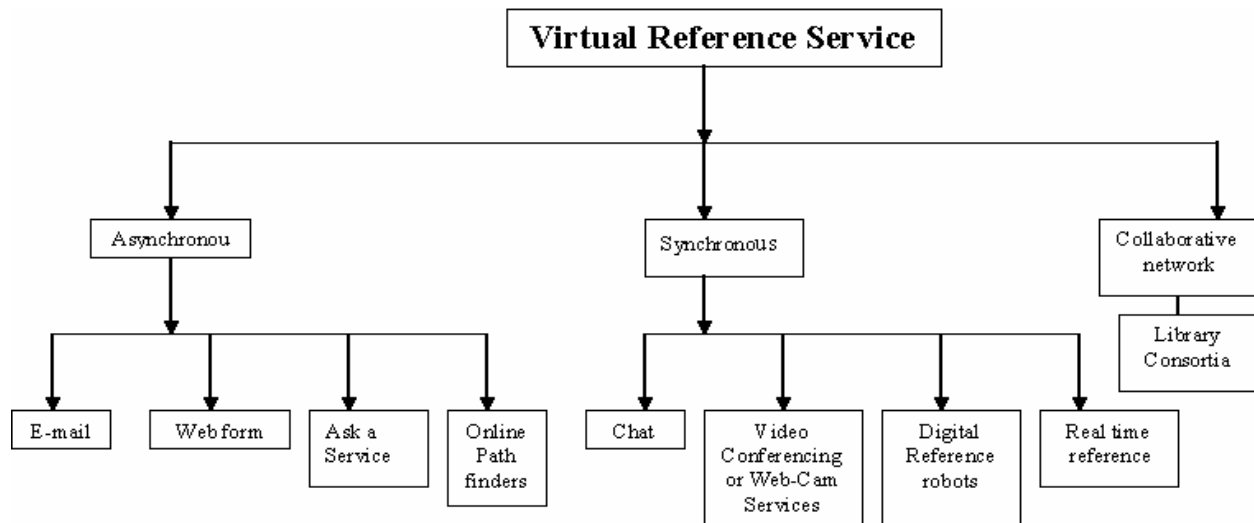 Virtual Reference Service
Asynchronou
Synchronous
Collaborative
network
Library
Consortia
E-mail
Web form
Ask a
Service
Online
Path
finders
Chat
Video
Conferencing
or Web-Cam
Services
Digital
Reference
robots
Real time
reference